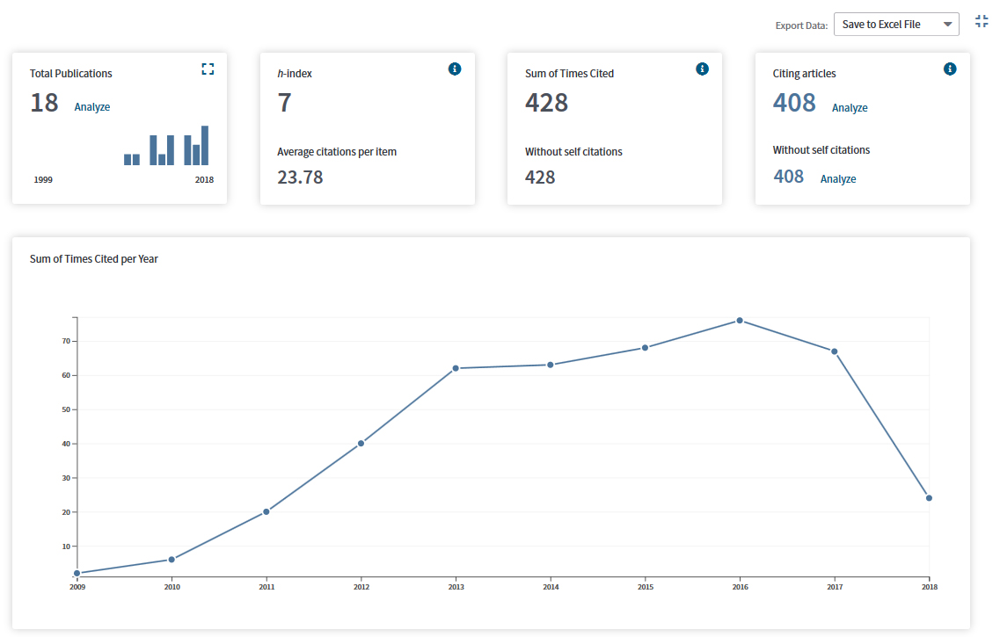 Export Data: Save to Excel File
Total Publications
18 Analyze
1999 2018
h-index
7
Average citations per item
23.78
Sum of Times Cited
428
Without self citations
428
Citing articles
408 Analyze
Without self citations
408 Analyze
Sum of Times Cited per Year
70
60
50
40
30
20
10
2009 2010 2011 2012 2013 2014 2015 2016 2017 2018